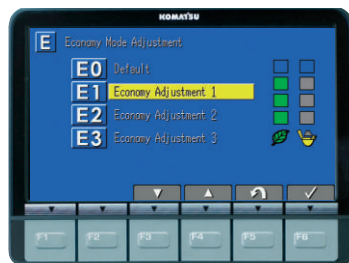 KOMATSU
E Economy Mode Adjustment
E0 Default
E1 Economy Adjustment 1
E2 Economy Adjustment 2
E3 Economy Adjustment 3
F1 F2 F3 F4 F5 F6